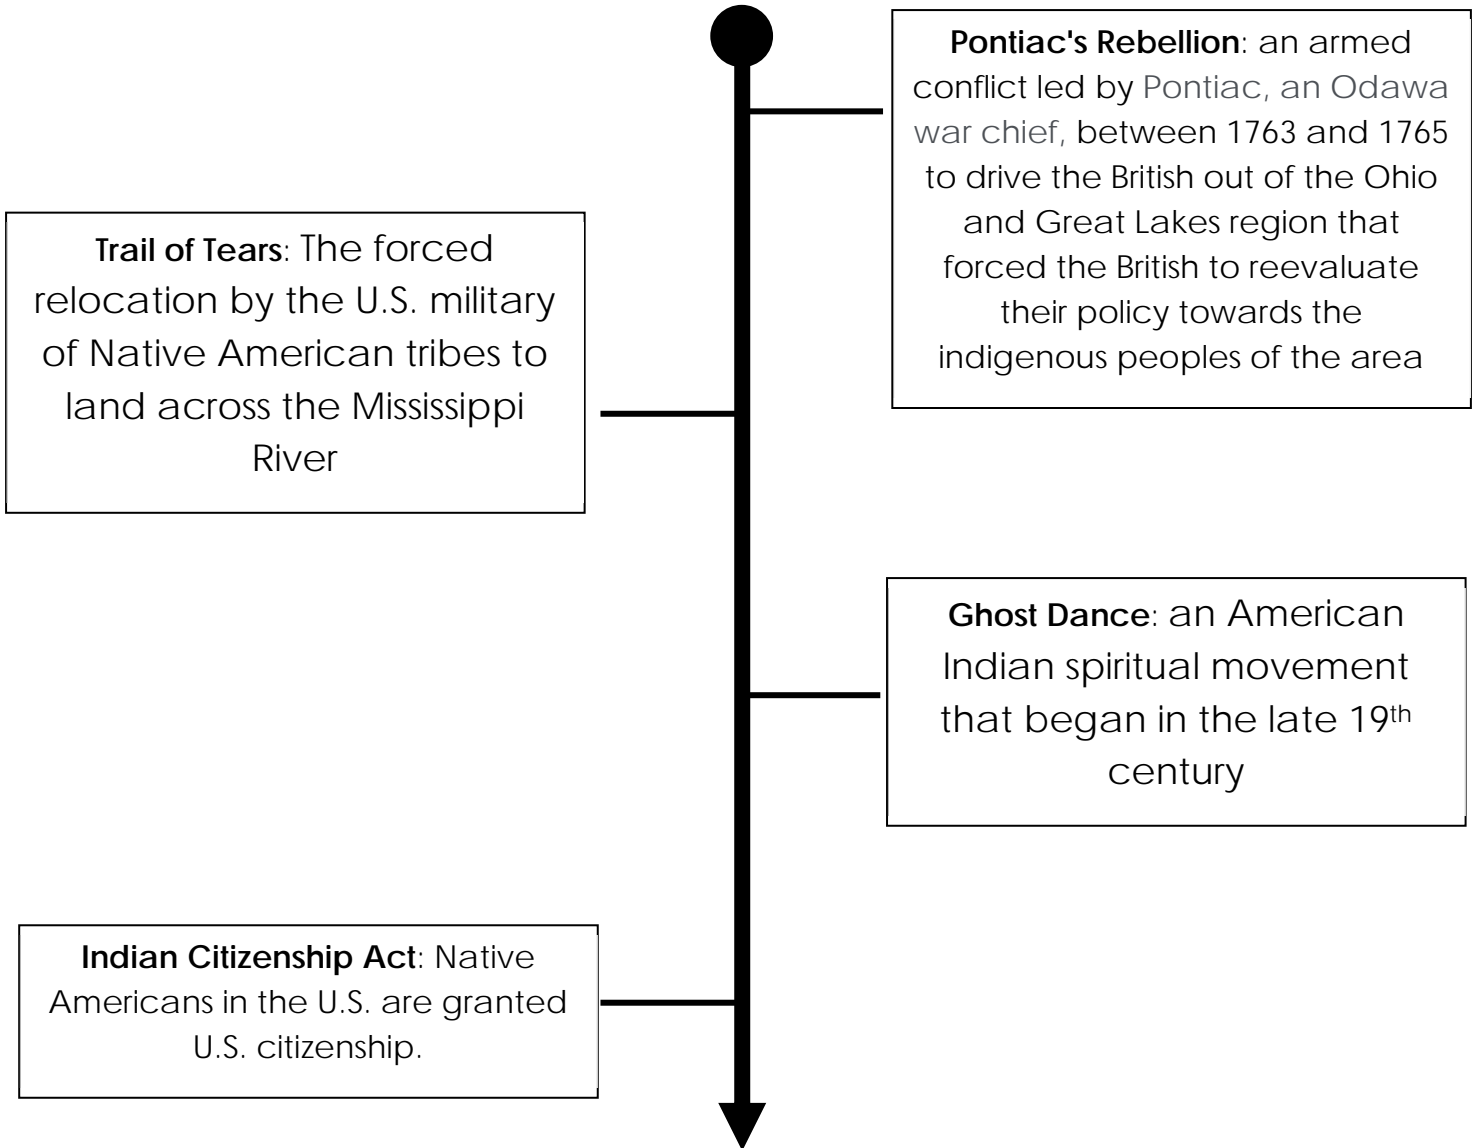 Pontiac's Rebellion: an armed
conflict led by Pontiac, an Odawa
war chief, between 1763 and 1765
to drive the British out of the Ohio
and Great Lakes region that
forced the British to reevaluate
their policy towards the
indigenous peoples of the area
Trail of Tears: The forced
relocation by the U.S. military
of Native American tribes to
land across the Mississippi
River
Ghost Dance: an American
Indian spiritual movement
that began in the late 19th
century
Indian Citizenship Act: Native
Americans in the U.S. are granted
U.S. citizenship.